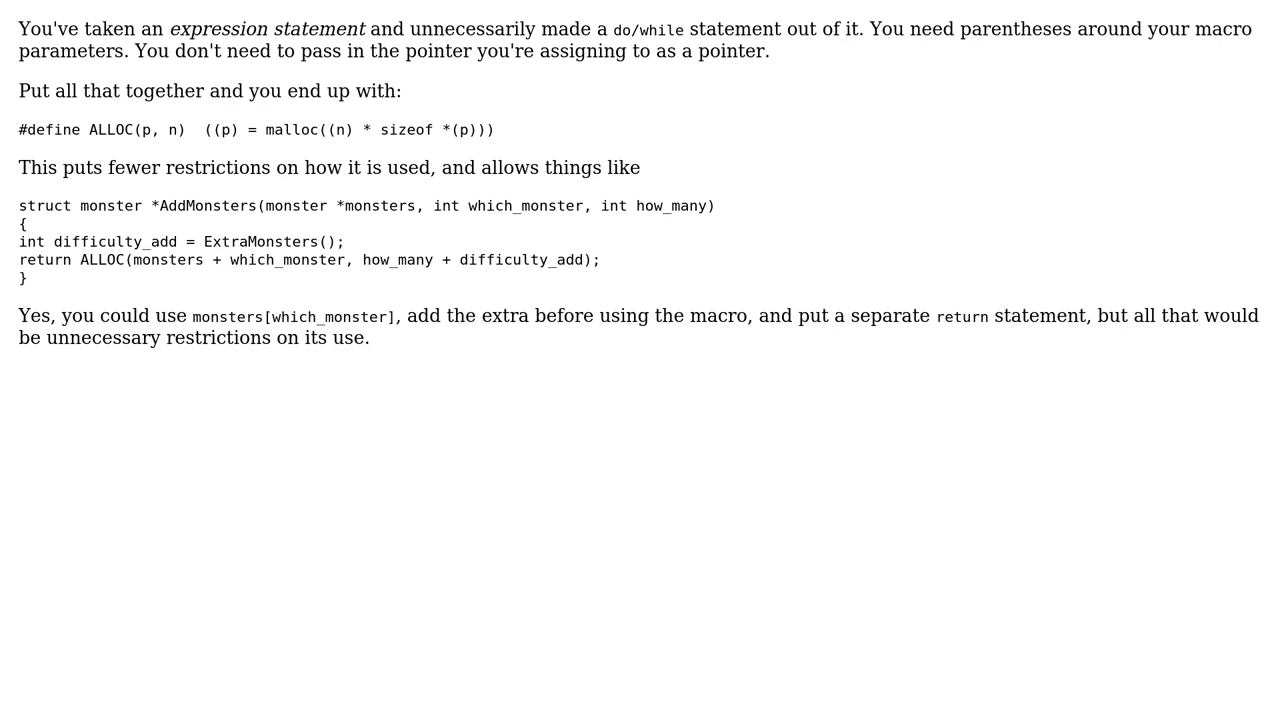 You've taken an expression statement and unnecessarily made a do/while statement out of it. You need parentheses around your macro
parameters. You don't need to pass in the pointer you're assigning to as a pointer.
Put all that together and you end up with:
#define ALLOC(p, n)  ((p) = malloc((n) * sizeof *(p)))
This puts fewer restrictions on how it is used, and allows things like
struct monster *AddMonsters(monster *monsters, int which_monster, int how_many)
{
int difficulty_add = ExtraMonsters();
return ALLOC(monsters + which_monster, how_many + difficulty_add);
}
Yes, you could use monsters[which_monster], add the extra before using the macro, and put a separate return statement, but all that would
be unnecessary restrictions on its use.